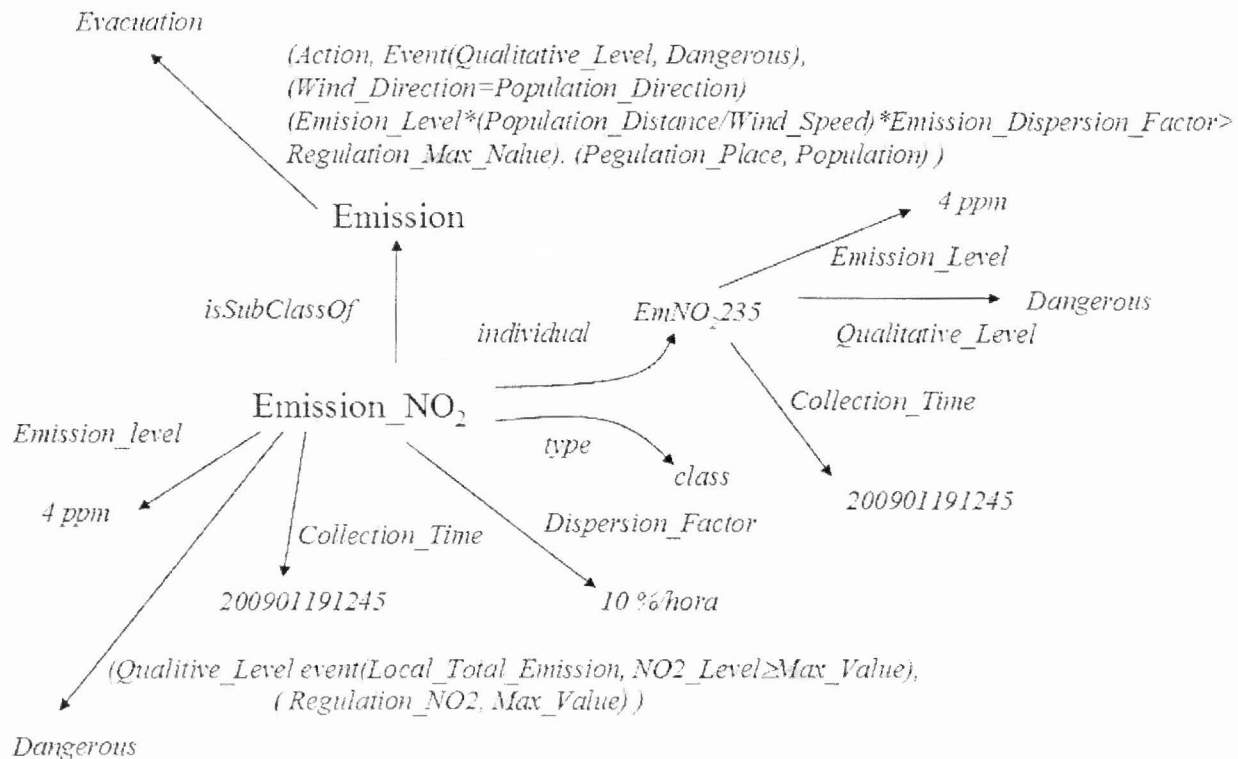 Evacuation
(Action, Event(Qualitative_Level, Dangerous),
(Wind_Direction=Population_Direction)
(Emision_Level*(Population_Distance/Wind_Speed)*Emission_Dispersion_Factor>
Regulation_Max_Nalue). (Pegulation_Place, Population) )
Emission
4 ppm
Emission_Level
isSubClassOf
individual
EmNO2235
Dangerous
Qualitative_Level
Emission_NO2
Collection_Time
Emission_level
type
class
4 ppm
200901191245
Collection_Time
Dispersion_Factor
200901191245
10 %/hora
(Qualitive_Level event(Local_Total_Emission, NO2_Level≥Max_Value),
( Regulation_NO2, Max_Value) )
Dangerous